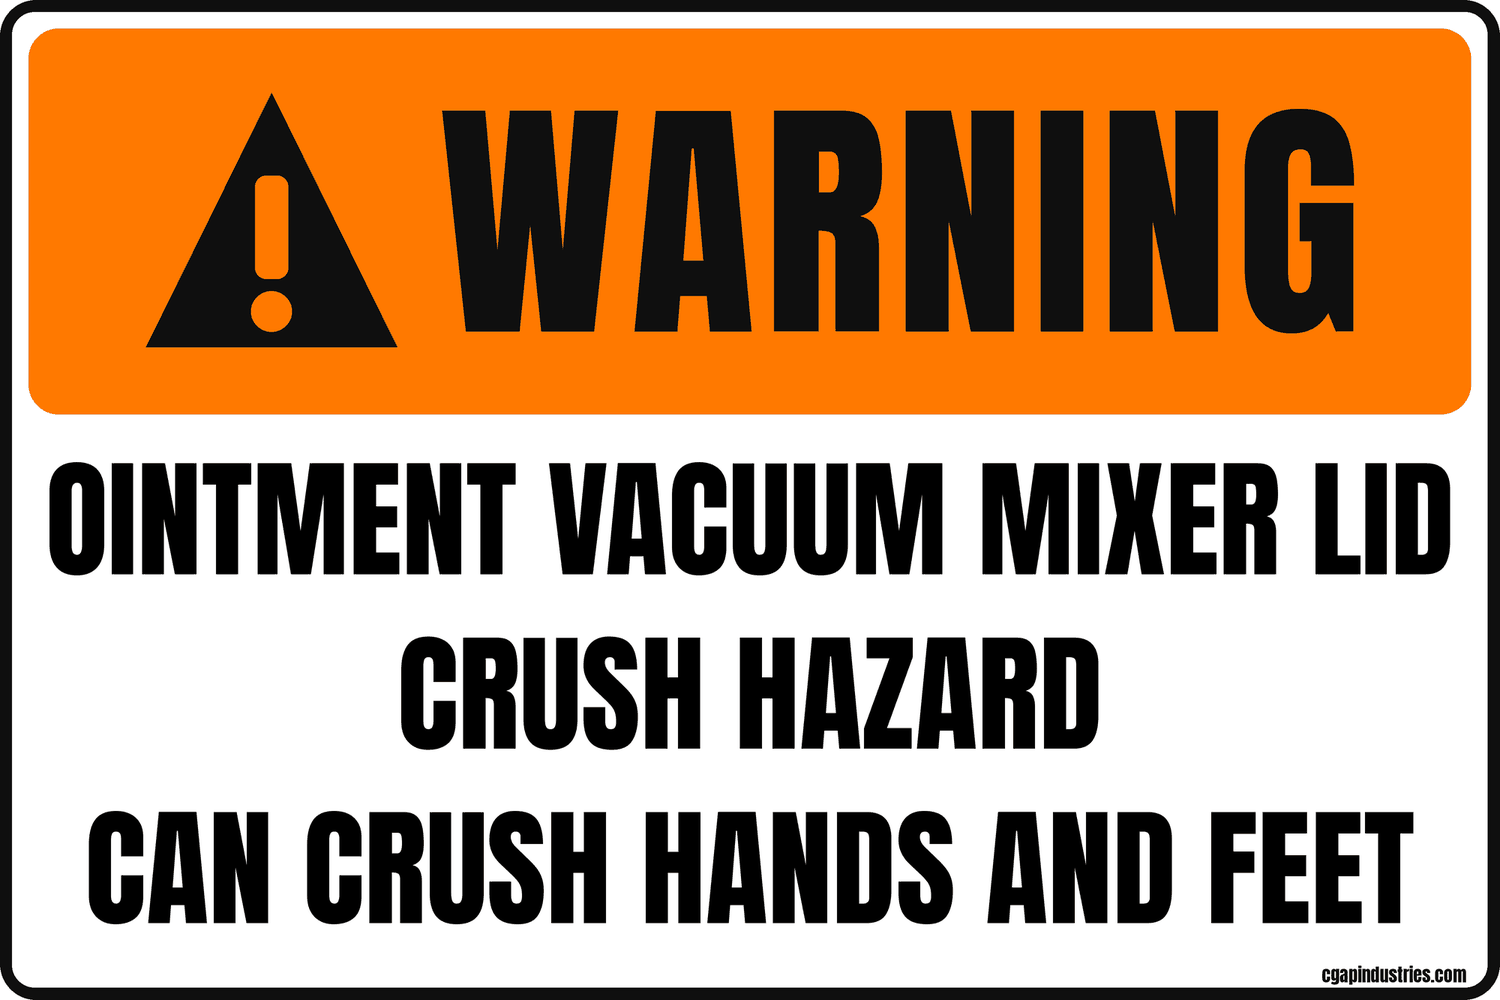 WARNING
OINTMENT VACUUM MIXER LID
CRUSH HAZARD
CAN CRUSH HANDS AND FEET
cgapindustries.com